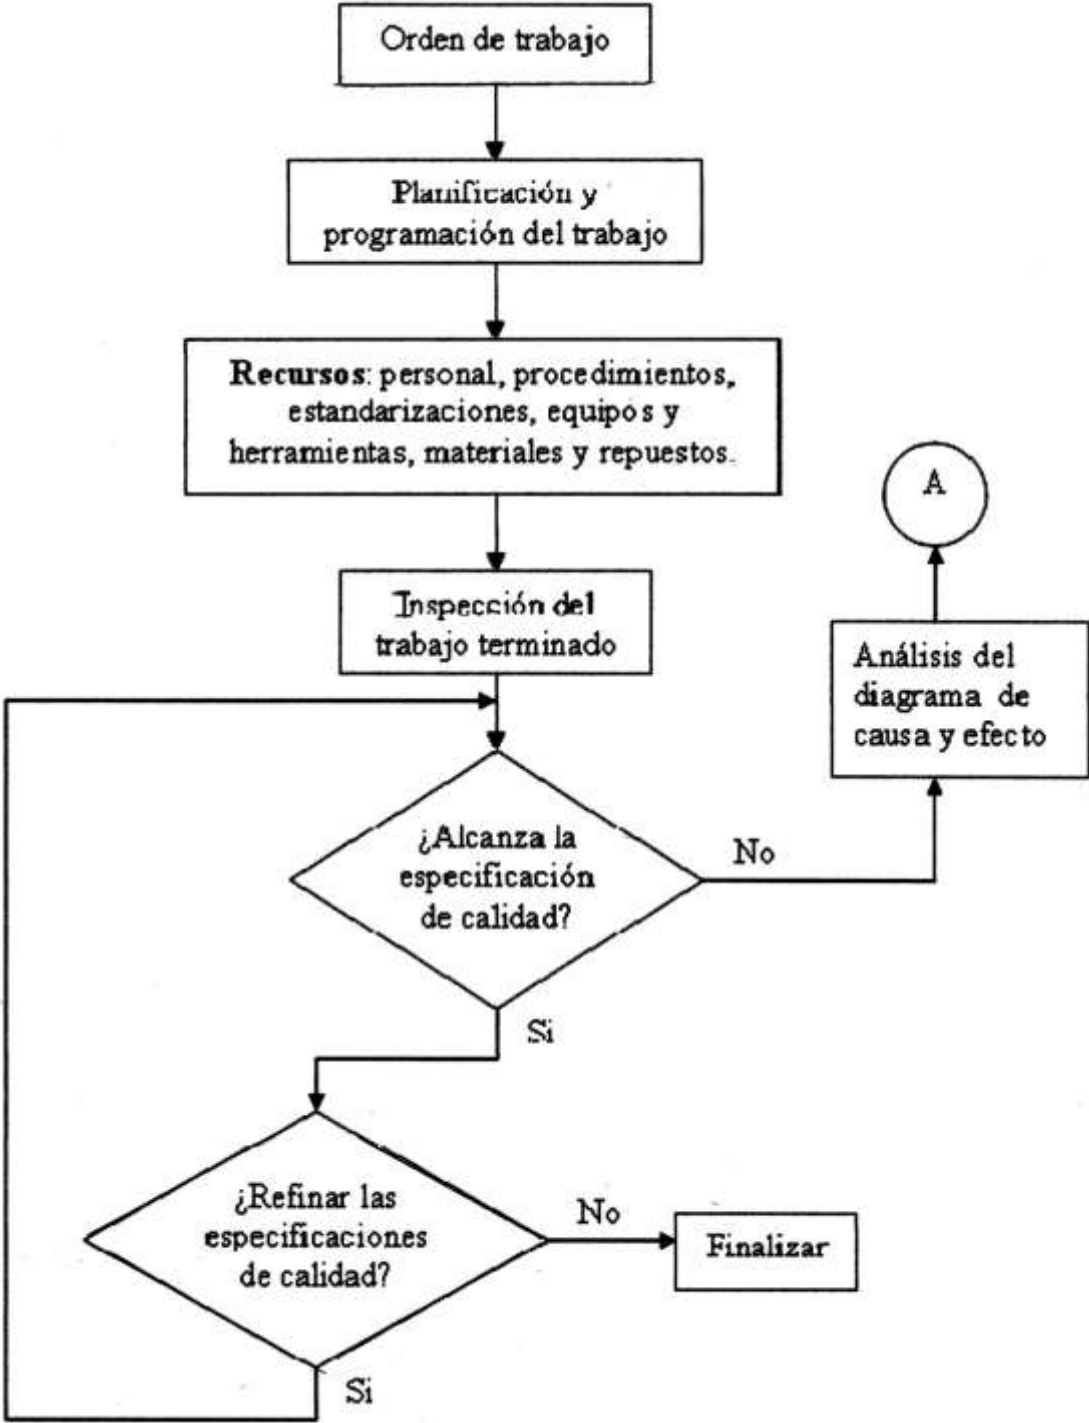 Orden de trabajo
Planificación y
programación del trabajo
Recursos: personal, procedimientos,
estandarizaciones, equipos y
herramientas, materiales y repuestos.
A
Inspección del
trabajo terminado
Análisis del
diagrama de
causa y efecto
¿Alcanza la
especificación
de calidad?
No
Si
¿Refinar las
especificaciones
de calidad?
No
Finalizar
Si